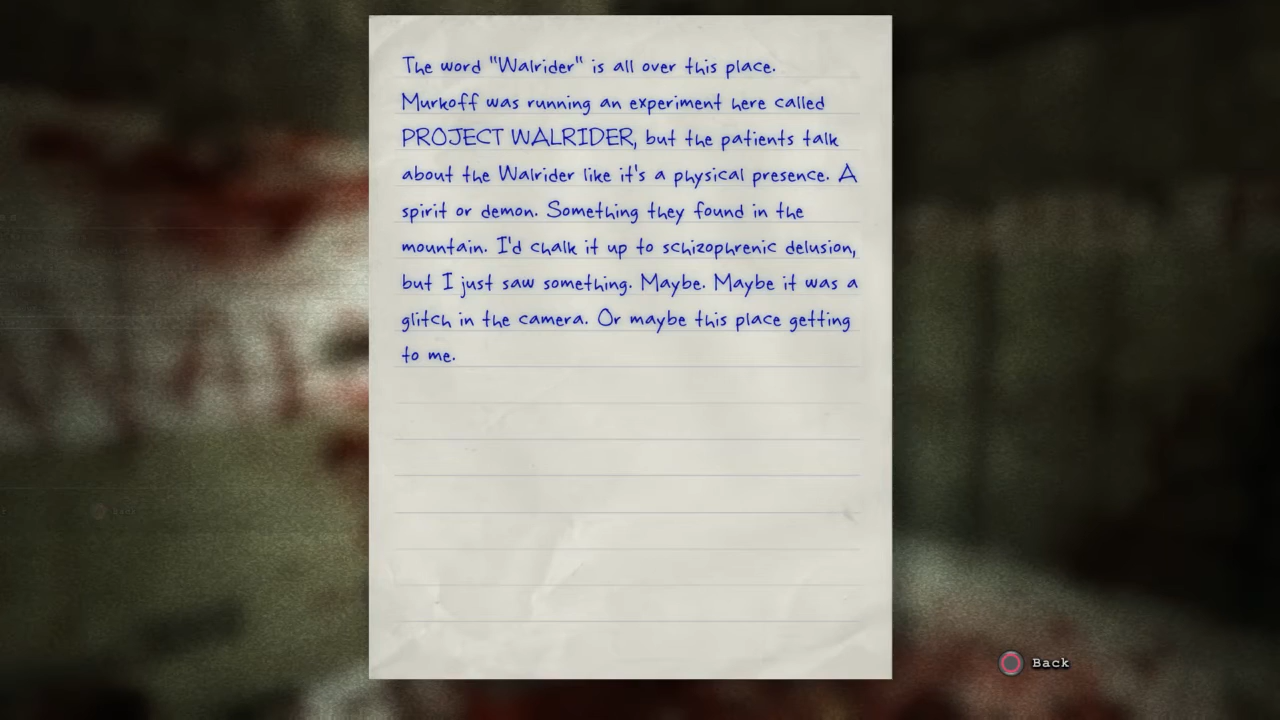 The word "Walrider" is all over this place.
Murkoff was running an experiment here called
PROJECT WALRIDER, but the patients talk
about the Walrider like it's a physical presence. A
spirit or demon. Something they found in the
mountain. I'd chalk it up to schizophrenic delusion,
but I just saw something. Maybe. Maybe it was a
glitch in the camera. Or maybe this place getting
to me.
Back